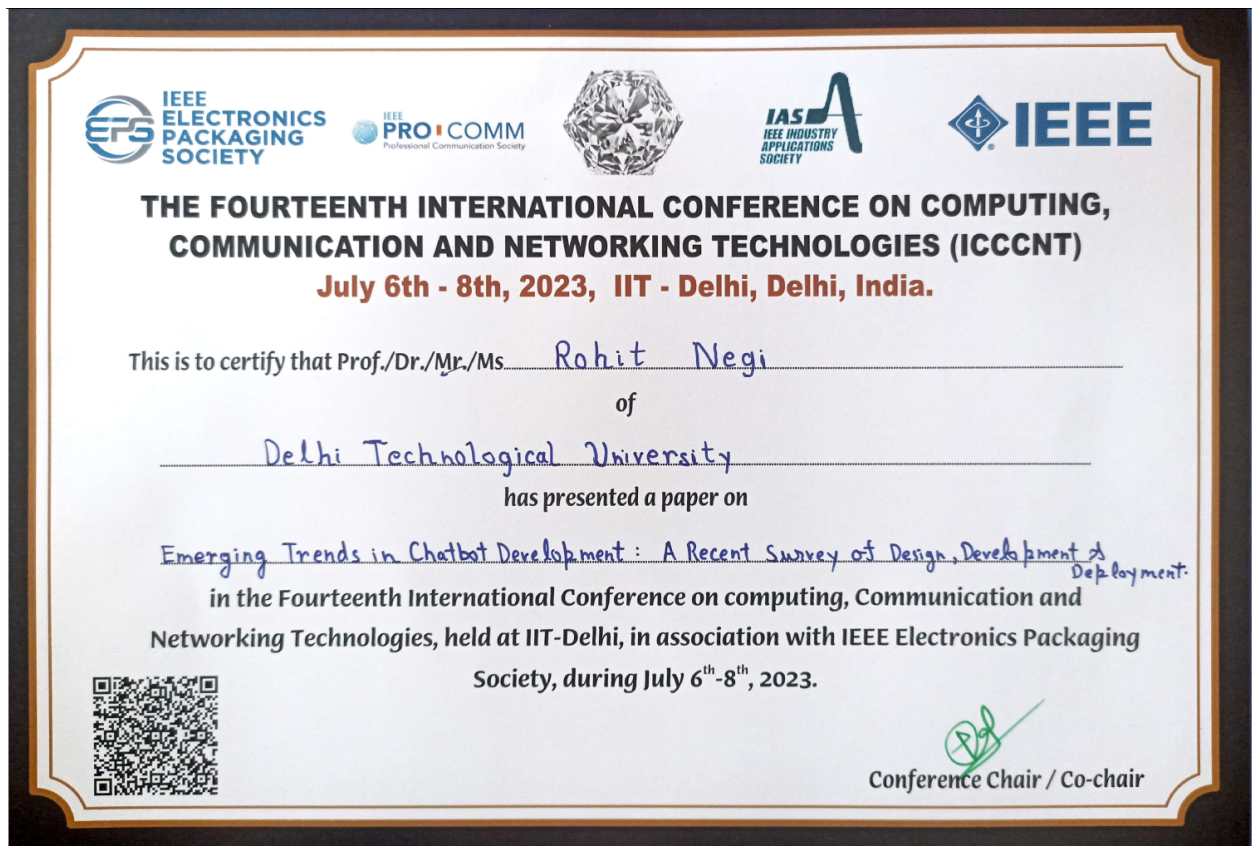 IEEE
ELECTRONICS
PACKAGING
SOCIETY
EPS
IEEE
PRO COMM
Professional Communication Society
IAS
IEEE INDUSTRY
APPLICATIONS
SOCIETY
IEEE
THE FOURTEENTH INTERNATIONAL CONFERENCE ON COMPUTING,
COMMUNICATION AND NETWORKING TECHNOLOGIES (ICCCNT)
July 6th - 8th, 2023, IIT - Delhi, Delhi, India.
This is to certify that Prof./Dr./Mr./Ms Rohit Negi
of
Delhi Technological University
has presented a paper on
Emerging Trends in Chatbot Development : A Recent Survey of Design, Development &
Deployment.
in the Fourteenth International Conference on computing, Communication and
Networking Technologies, held at IIT-Delhi, in association with IEEE Electronics Packaging
Society, during July 6th-8th, 2023.
Conference Chair / Co-chair